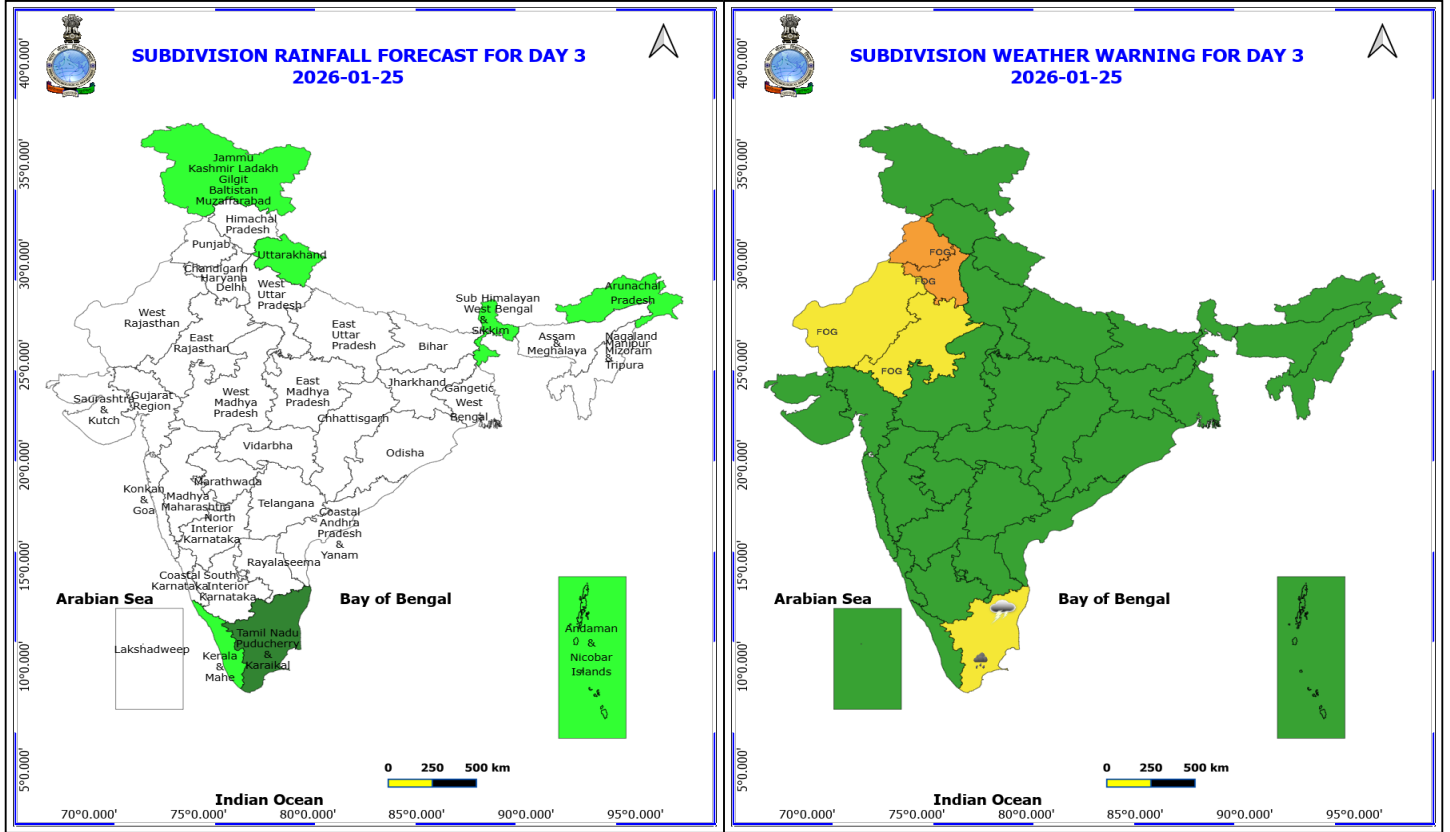 SUBDIVISION RAINFALL FORECAST FOR DAY 3
2026-01-25
40°0.000'
35°0.000'
30°0.000'
25°0.000'
20°0.000'
15°0.000'
10°0.000'
5°0.000'
Jammu
Kashmir Ladakh
Gilgit
Baltistan
Muzaffarabad
Himachal
Pradesh
Punjab
Uttarakhand
Chandigarh
Haryana
Delhi
West
Uttar
Pradesh
Arunachal
Pradesh
Sub Himalayan
West Bengal
&
Sikkim
West
Rajasthan
East
Rajasthan
East
Uttar
Pradesh
Bihar
Assam
&
Meghalaya
Nagaland
Manipur
Mizoram
&
Tripura
Saurashtra
&
Kutch
Gujarat
Region
West
Madhya
Pradesh
East
Madhya
Pradesh
Jharkhand
Gangetic
West
Bengal
Chhattisgarh
Vidarbha
Odisha
Konkan
&
Goa
Madhya
Maharashtra
Marathwada
Telangana
North
Interior
Karnataka
Coastal
Andhra
Pradesh
&
Yanam
Rayalaseema
Coastal
Karnataka
South
Interior
Karnataka
Arabian Sea
Bay of Bengal
Lakshadweep
Kerala
&
Mahe
Tamil Nadu
Puducherry
&
Karaikal
Andaman
&
Nicobar
Islands
0 250 500 km
Indian Ocean
70°0.000' 75°0.000' 80°0.000' 85°0.000' 90°0.000' 95°0.000'
SUBDIVISION WEATHER WARNING FOR DAY 3
2026-01-25
40°0.000'
35°0.000'
30°0.000'
25°0.000'
20°0.000'
15°0.000'
10°0.000'
5°0.000'
FOG
FOG
FOG
FOG
Arabian Sea
Bay of Bengal
0 250 500 km
Indian Ocean
70°0.000' 75°0.000' 80°0.000' 85°0.000' 90°0.000' 95°0.000'